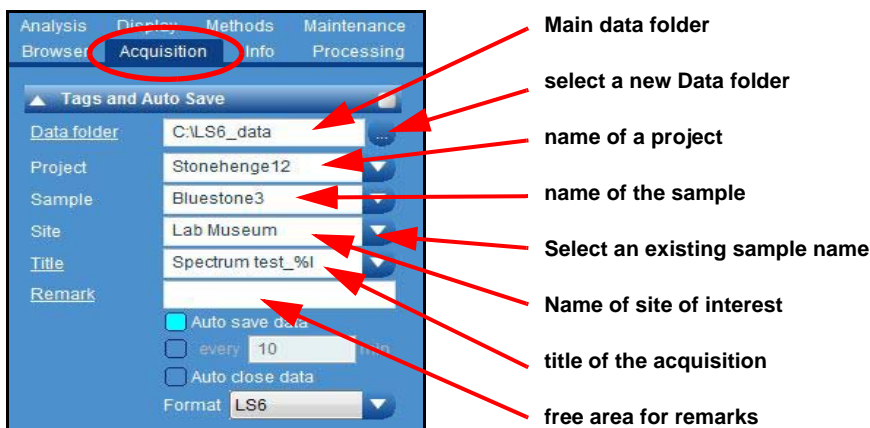 Analysis Display Methods Maintenance
Browser Acquisition Info Processing
Tags and Auto Save
Data folder C:\LS6_data ...
Project Stonehenge12
Sample Bluestone3
Site Lab Museum
Title Spectrum test_%I
Remark
Auto save data
every 10 min
Auto close data
Format LS6
Main data folder
select a new Data folder
name of a project
name of the sample
Select an existing sample name
Name of site of interest
title of the acquisition
free area for remarks